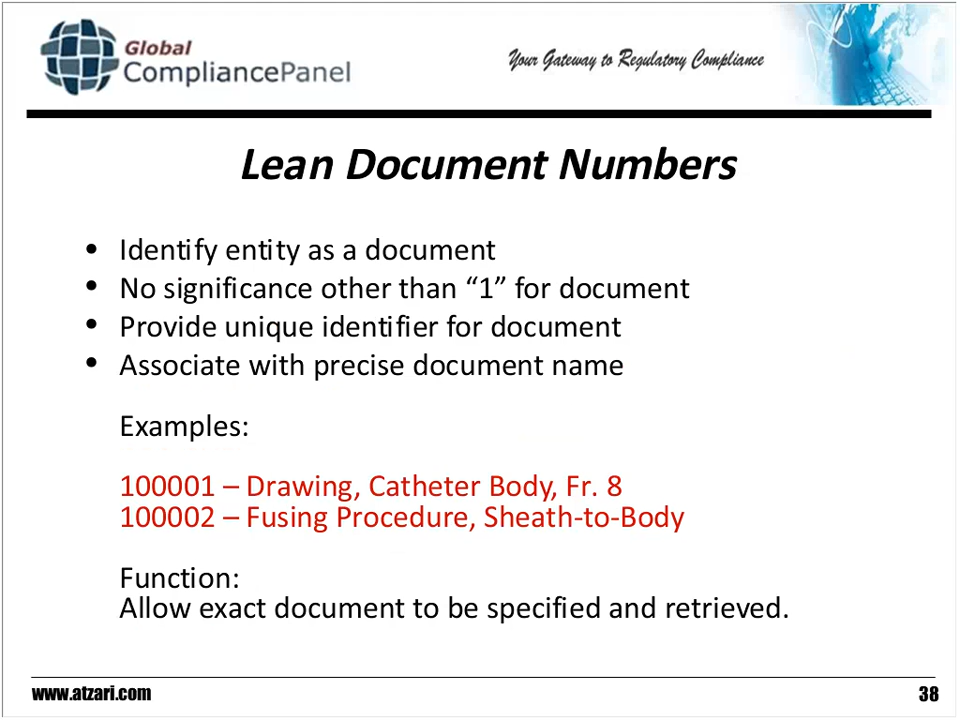 Global
CompliancePanel
Your Gateway to Regulatory Compliance
Lean Document Numbers
• Identify entity as a document
• No significance other than “1” for document
• Provide unique identifier for document
• Associate with precise document name
Examples:
100001 – Drawing, Catheter Body, Fr. 8
100002 – Fusing Procedure, Sheath-to-Body
Function:
Allow exact document to be specified and retrieved.
www.atzari.com
38